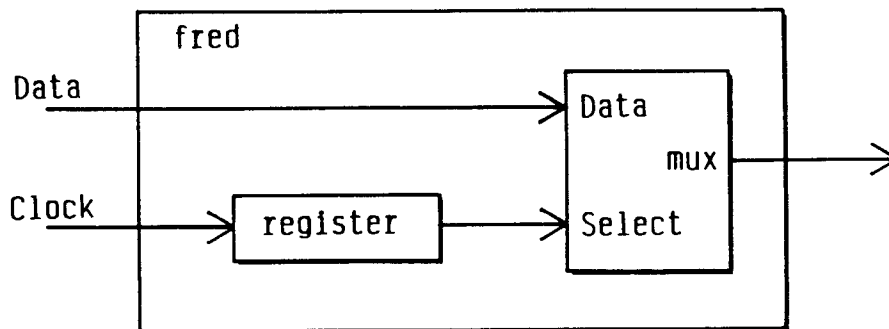 fred
Data
Data
mux
Clock
register
Select